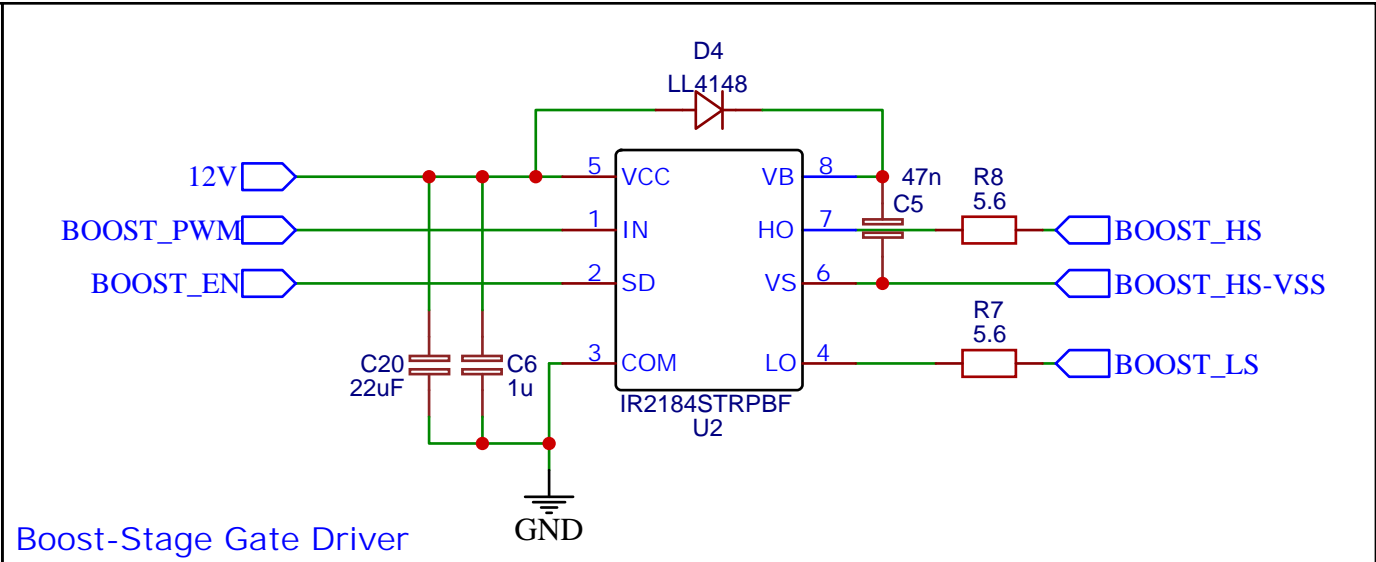 D4
LL4148
12V
5
VCC
VB
8
47n
C5
R8
5.6
BOOST_PWM
1
IN
HO
7
BOOST_HS
BOOST_EN
2
SD
VS
6
BOOST_HS-VSS
R7
5.6
C20
22uF
C6
1u
3
COM
LO
4
BOOST_LS
IR2184STRPBF
U2
GND
Boost-Stage Gate Driver